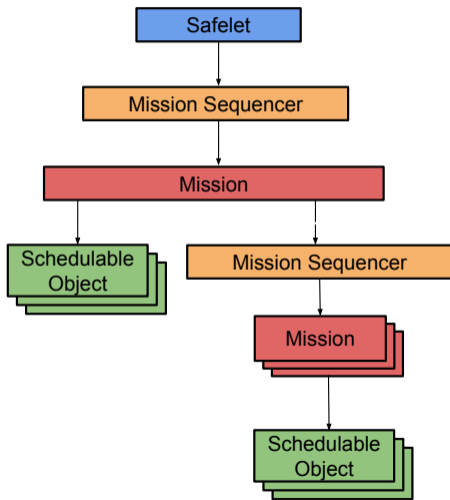 Safelet
Mission Sequencer
Mission
Schedulable
Object
Mission Sequencer
Mission
Schedulable
Object